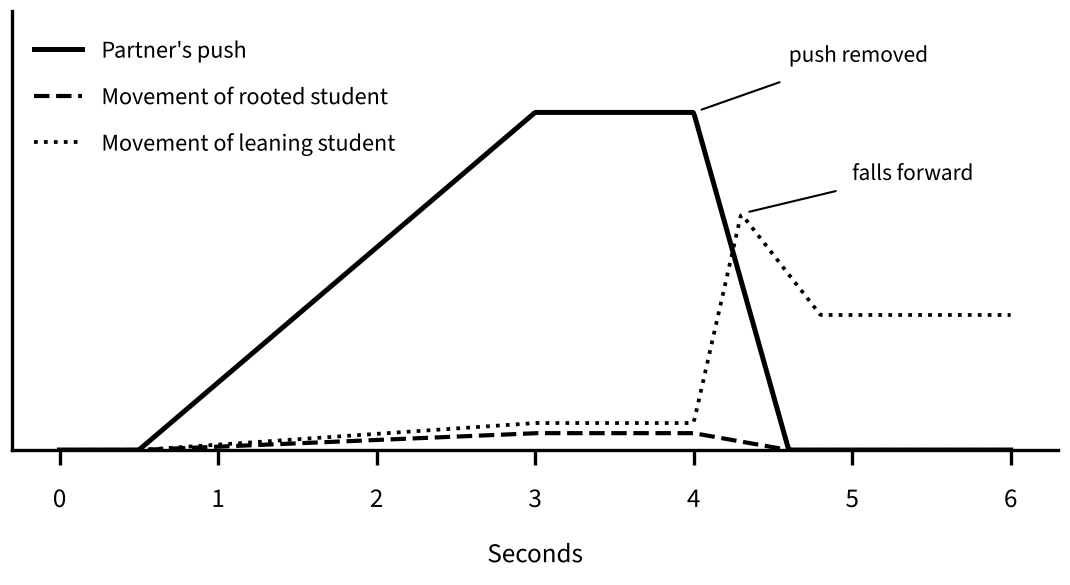 Partner's push
Movement of rooted student
Movement of leaning student
push removed
falls forward
0 1 2 3 4 5 6
Seconds